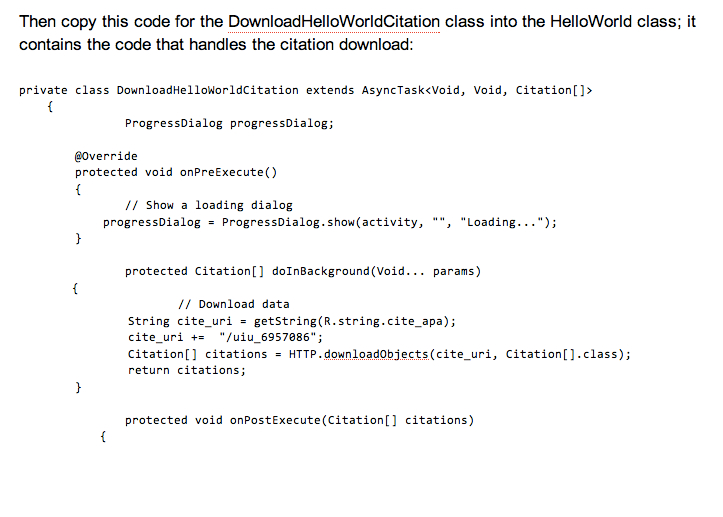 Then copy this code for the DownloadHelloWorldCitation class into the HelloWorld class; it
contains the code that handles the citation download:
private class DownloadHelloWorldCitation extends AsyncTask<Void, Void, Citation[]>
{
ProgressDialog progressDialog;
@Override
protected void onPreExecute()
{
// Show a loading dialog
progressDialog = ProgressDialog.show(activity, "", "Loading...");
}
protected Citation[] doInBackground(Void... params)
{
// Download data
String cite_uri = getString(R.string.cite_apa);
cite_uri += "/uiu_6957086";
Citation[] citations = HTTP.downloadObjects(cite_uri, Citation[].class);
return citations;
}
protected void onPostExecute(Citation[] citations)
{